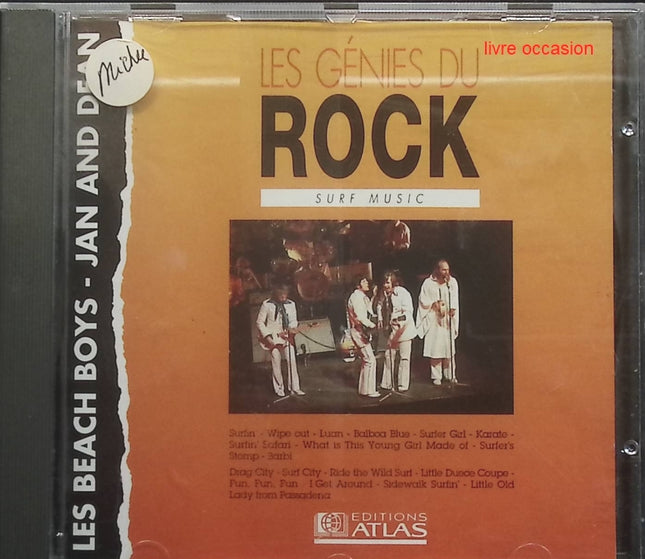 livre occasion
LES GÉNIES DU
ROCK
SURF MUSIC
Michel
LES BEACH BOYS - JAN AND DEAN
Surfin - Wipe out - Luan - Balboa Blue - Surfer Girl - Karate -
Surfin' Safari - What is This Young Girl Made of - Surfer's
Stomp - Barbi
Drag City - Surf City - Ride the Wild Surf - Little Duece Coupe -
Fun, Fun, Fun - I Get Around - Sidewalk Surfin' - Little Old
Lady from Passadena
EDITIONS
ATLAS